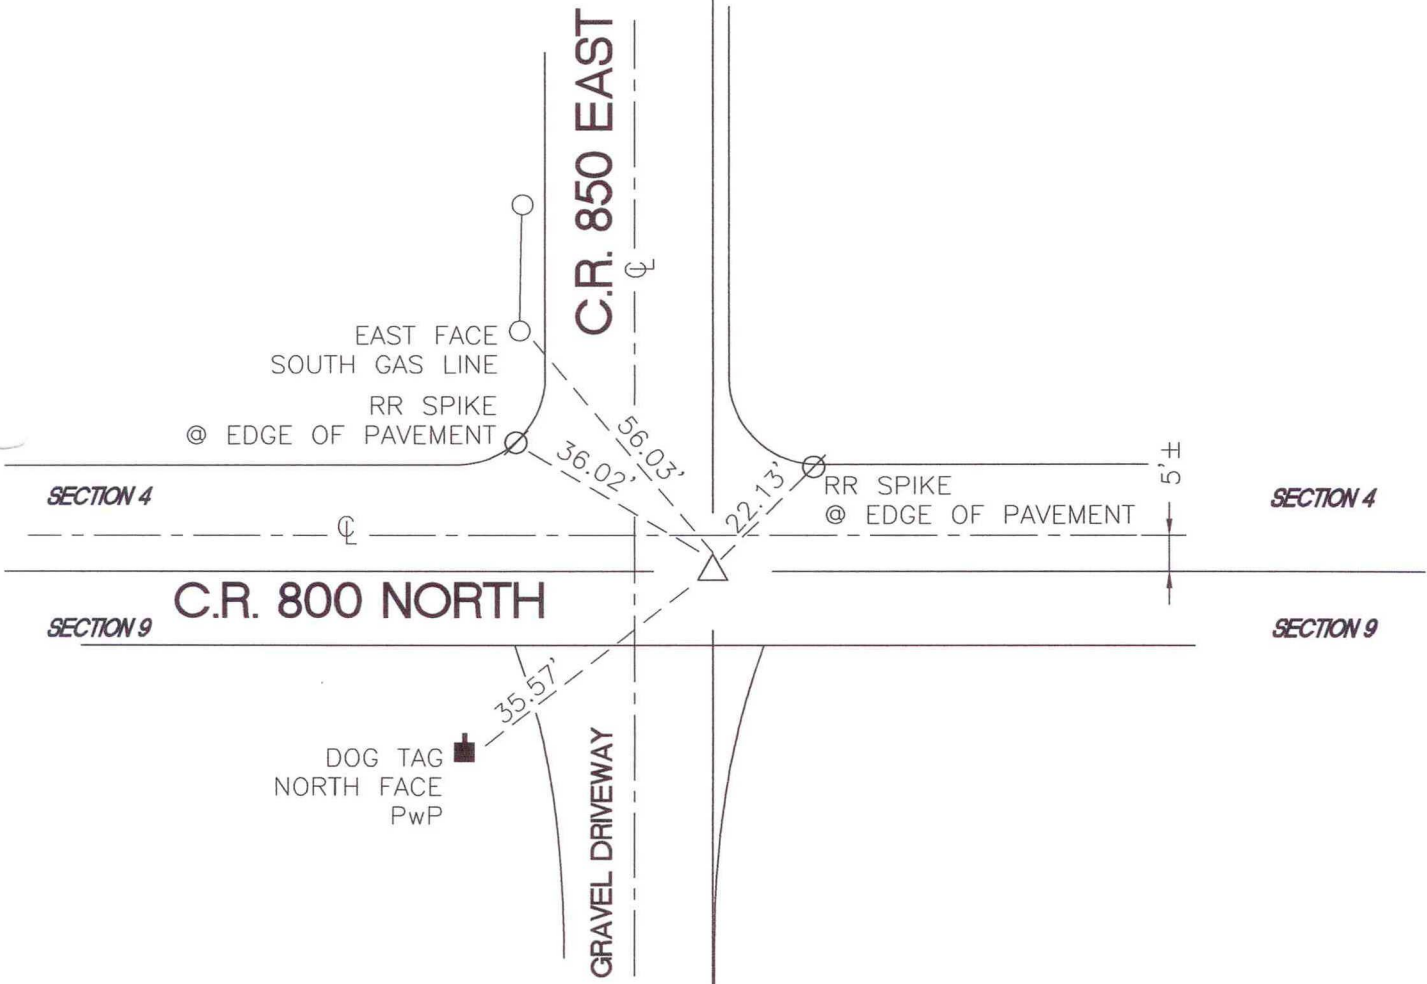 C.R. 850 EAST
℄
EAST FACE
SOUTH GAS LINE
RR SPIKE
@ EDGE OF PAVEMENT
56.03'
36.02'
22.13'
RR SPIKE
@ EDGE OF PAVEMENT
5'±
SECTION 4
SECTION 4
℄
C.R. 800 NORTH
SECTION 9
SECTION 9
35.57'
DOG TAG
NORTH FACE
PwP
GRAVEL DRIVEWAY